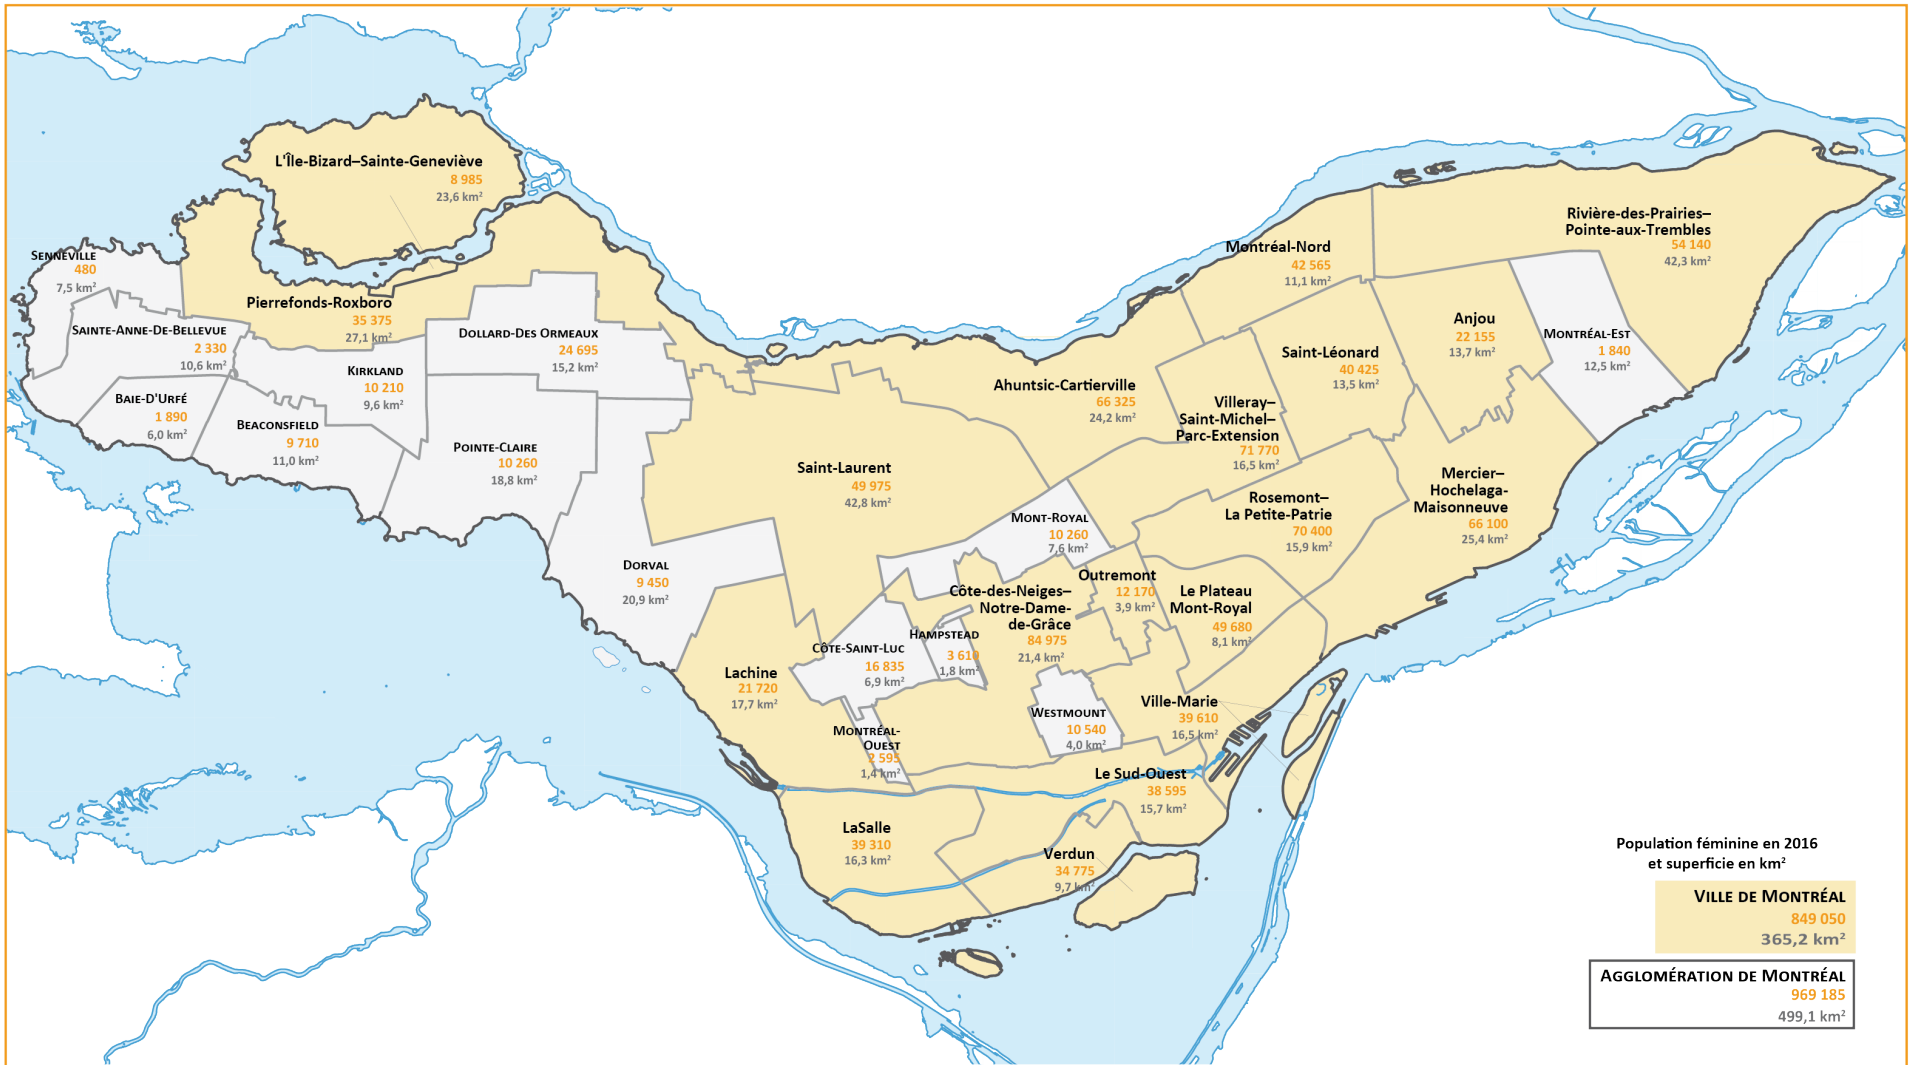 L'Île-Bizard–Sainte-Geneviève
8 985
23,6 km²
Senneville
480
7,5 km²
Sainte-Anne-De-Bellevue
2 330
10,6 km²
Baie-D'Urfé
1 890
6,0 km²
Pierrefonds-Roxboro
35 375
27,1 km²
Kirkland
10 210
9,6 km²
Beaconsfield
9 710
11,0 km²
Dollard-Des Ormeaux
24 695
15,2 km²
Pointe-Claire
10 260
18,8 km²
Dorval
9 450
20,9 km²
Saint-Laurent
49 975
42,8 km²
Ahuntsic-Cartierville
66 325
24,2 km²
Montréal-Nord
42 565
11,1 km²
Rivière-des-Prairies–
Pointe-aux-Trembles
54 140
42,3 km²
Anjou
22 155
13,7 km²
Montréal-Est
1 840
12,5 km²
Saint-Léonard
40 425
13,5 km²
Villeray–
Saint-Michel–
Parc-Extension
71 770
16,5 km²
Rosemont–
La Petite-Patrie
70 400
15,9 km²
Mercier–
Hochelaga-
Maisonneuve
66 100
25,4 km²
Mont-Royal
10 260
7,6 km²
Outremont
12 170
3,9 km²
Le Plateau
Mont-Royal
49 680
8,1 km²
Côte-des-Neiges–
Notre-Dame-
de-Grâce
84 975
21,4 km²
Hampstead
3 610
1,8 km²
Côte-Saint-Luc
16 835
6,9 km²
Lachine
21 720
17,7 km²
Montréal-
Ouest
2 595
1,4 km²
Westmount
10 540
4,0 km²
Ville-Marie
39 610
16,5 km²
Le Sud-Ouest
38 595
15,7 km²
LaSalle
39 310
16,3 km²
Verdun
34 775
9,7 km²
Population féminine en 2016
et superficie en km²
Ville de Montréal
849 050
365,2 km²
Agglomération de Montréal
969 185
499,1 km²